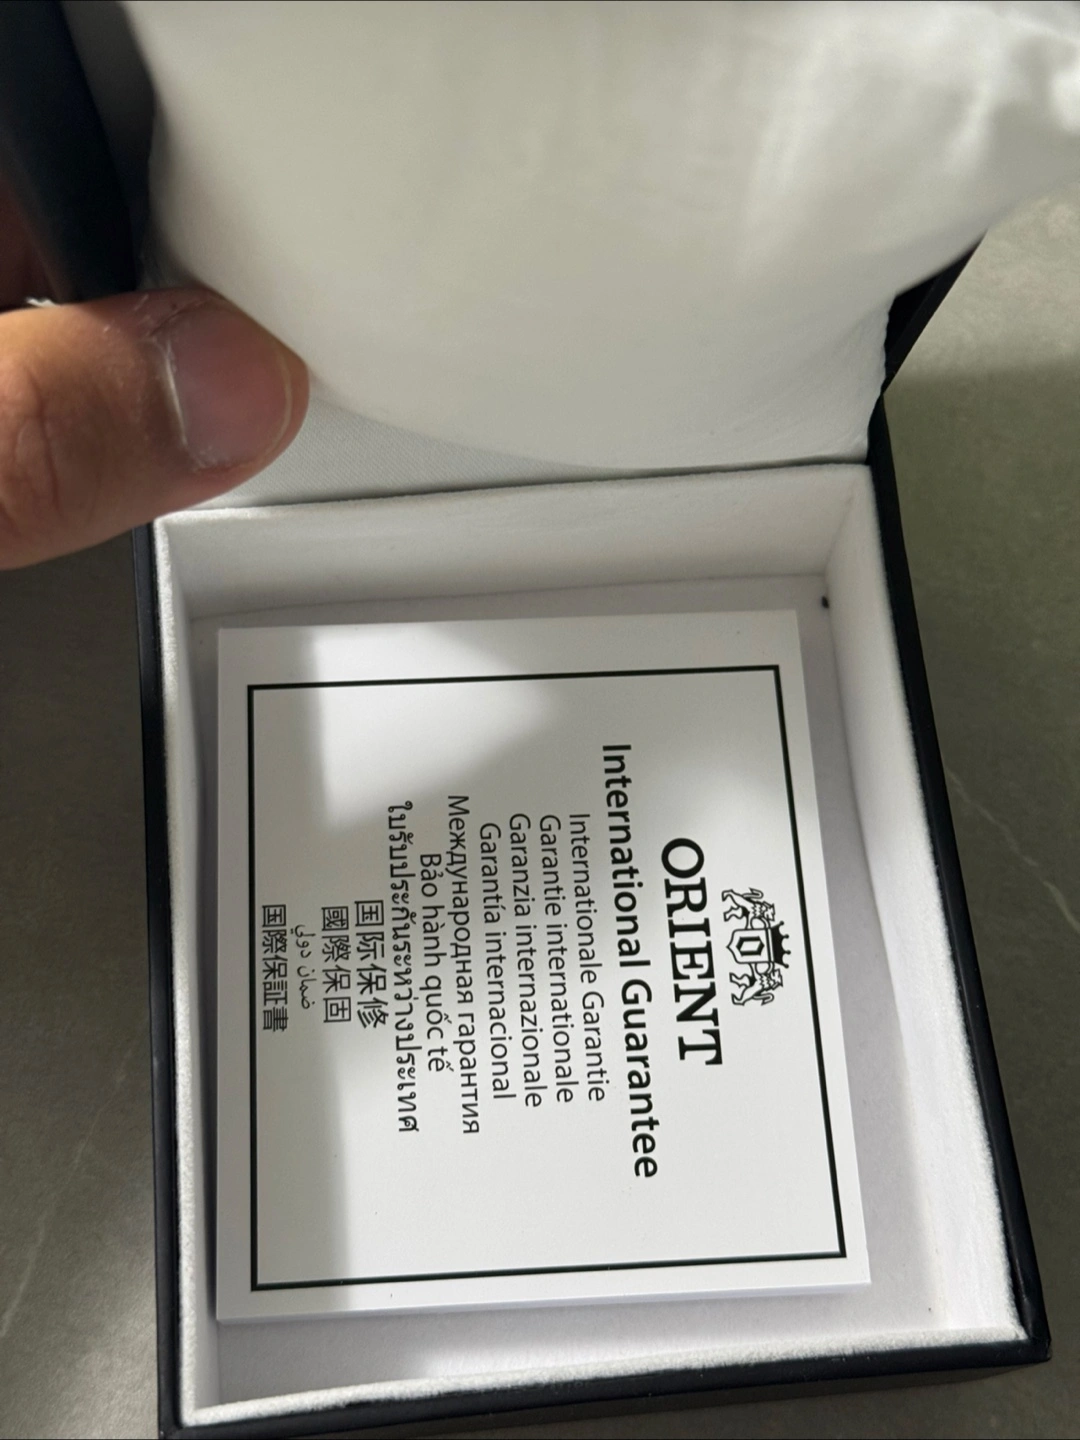 ORIENT
International Guarantee
Internationale Garantie
Garantie internationale
Garanzia internazionale
Garantía internacional
Международная гарантия
Bảo hành quốc tế
ใบรับประกันระหว่างประเทศ
国际保修
國際保固
ضمان دولي
国際保証書